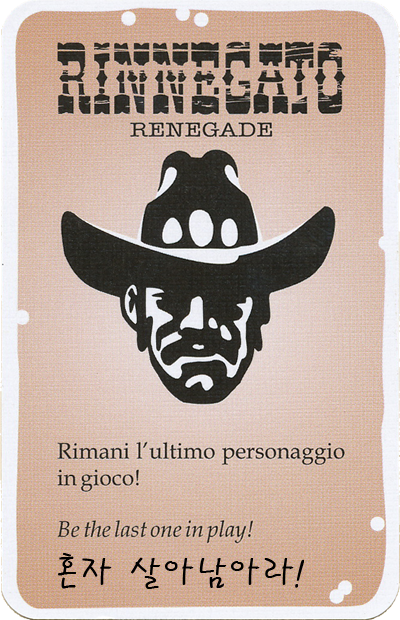 RINNEGATO
RENEGADE
Rimani l'ultimo personaggio
in gioco!
Be the last one in play!
혼자 살아남아라!